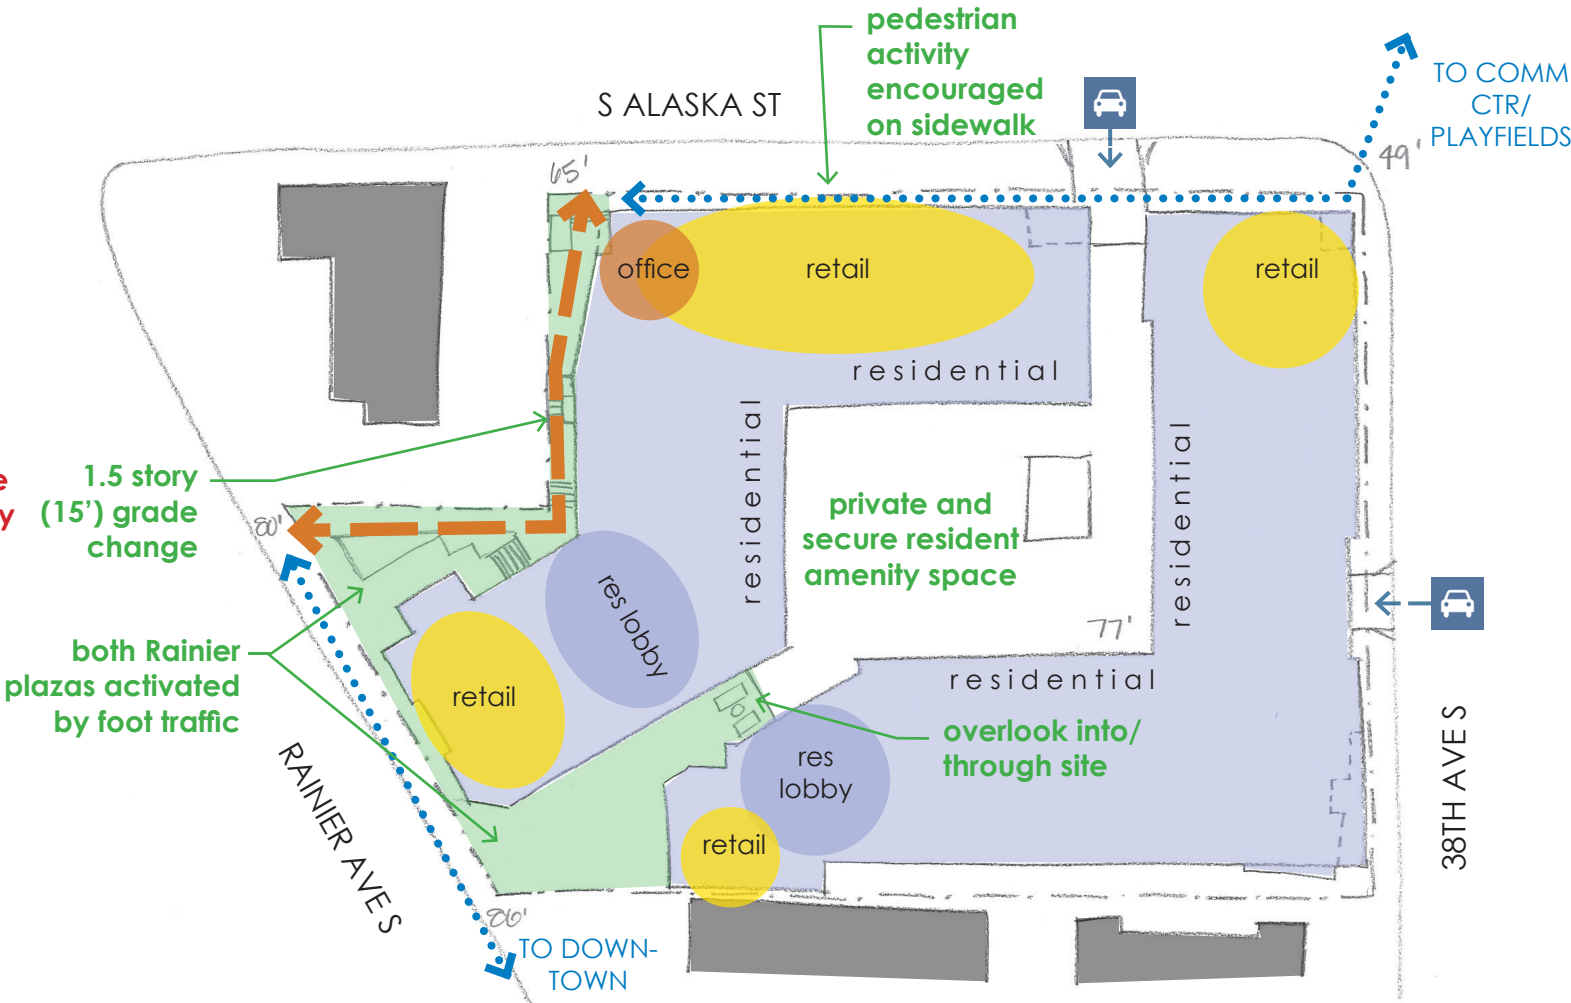 pedestrian
activity
encouraged
on sidewalk
TO COMM
CTR/
PLAYFIELDS
S ALASKA ST
65'
49'
office
retail
retail
residential
residential
residential
1.5 story
(15') grade
change
80'
private and
secure resident
amenity space
res lobby
77'
both Rainier
plazas activated
by foot traffic
retail
residential
overlook into/
through site
res
lobby
retail
RAINIER AVE S
38TH AVE S
86'
TO DOWN-
TOWN